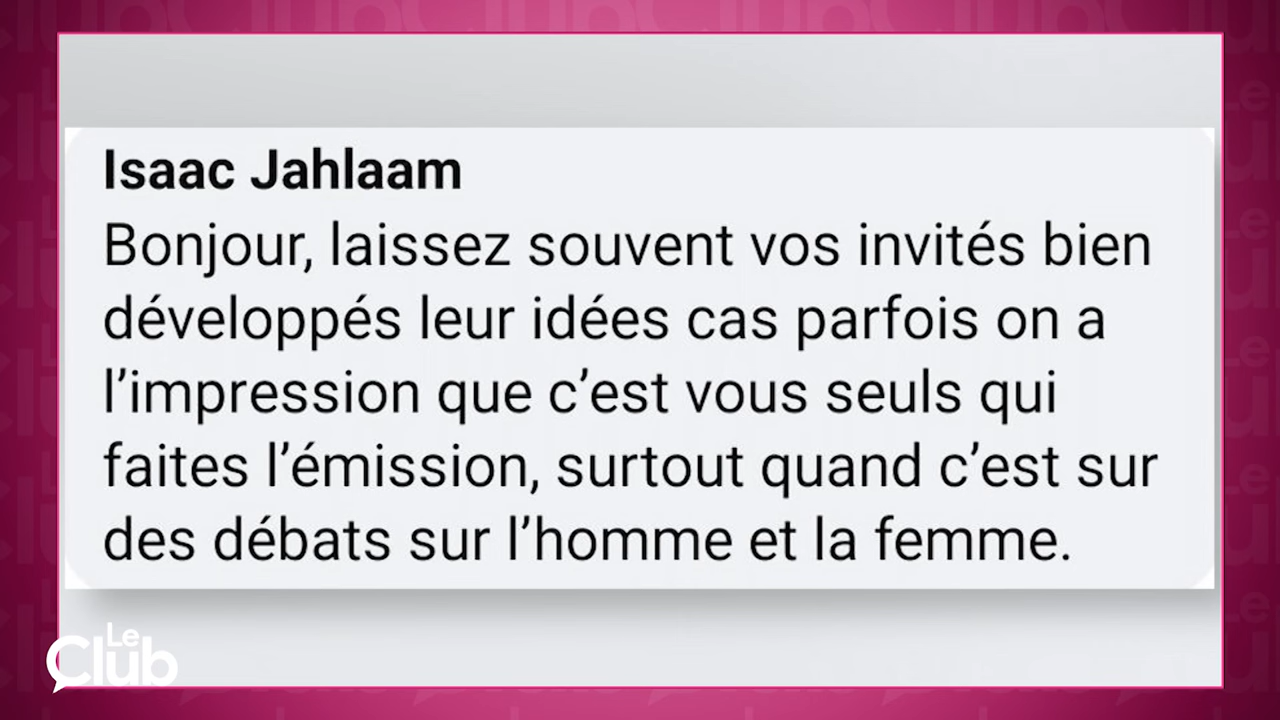 Isaac Jahlaam
Bonjour, laissez souvent vos invités bien
développés leur idées cas parfois on a
l’impression que c’est vous seuls qui
faites l’émission, surtout quand c’est sur
des débats sur l’homme et la femme.
Le
Club